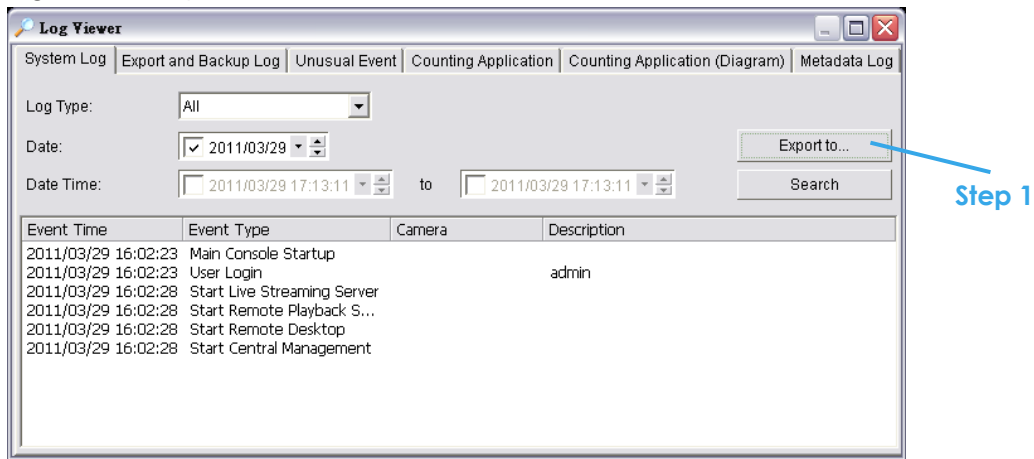 Log Viewer
System Log Export and Backup Log Unusual Event Counting Application Counting Application (Diagram) Metadata Log
Log Type: All
Date: 2011/03/29 Export to...
Date Time: 2011/03/29 17:13:11 to 2011/03/29 17:13:11 Search
Step 1
Event Time Event Type Camera Description
2011/03/29 16:02:23 Main Console Startup
2011/03/29 16:02:23 User Login admin
2011/03/29 16:02:28 Start Live Streaming Server
2011/03/29 16:02:28 Start Remote Playback S...
2011/03/29 16:02:28 Start Remote Desktop
2011/03/29 16:02:28 Start Central Management